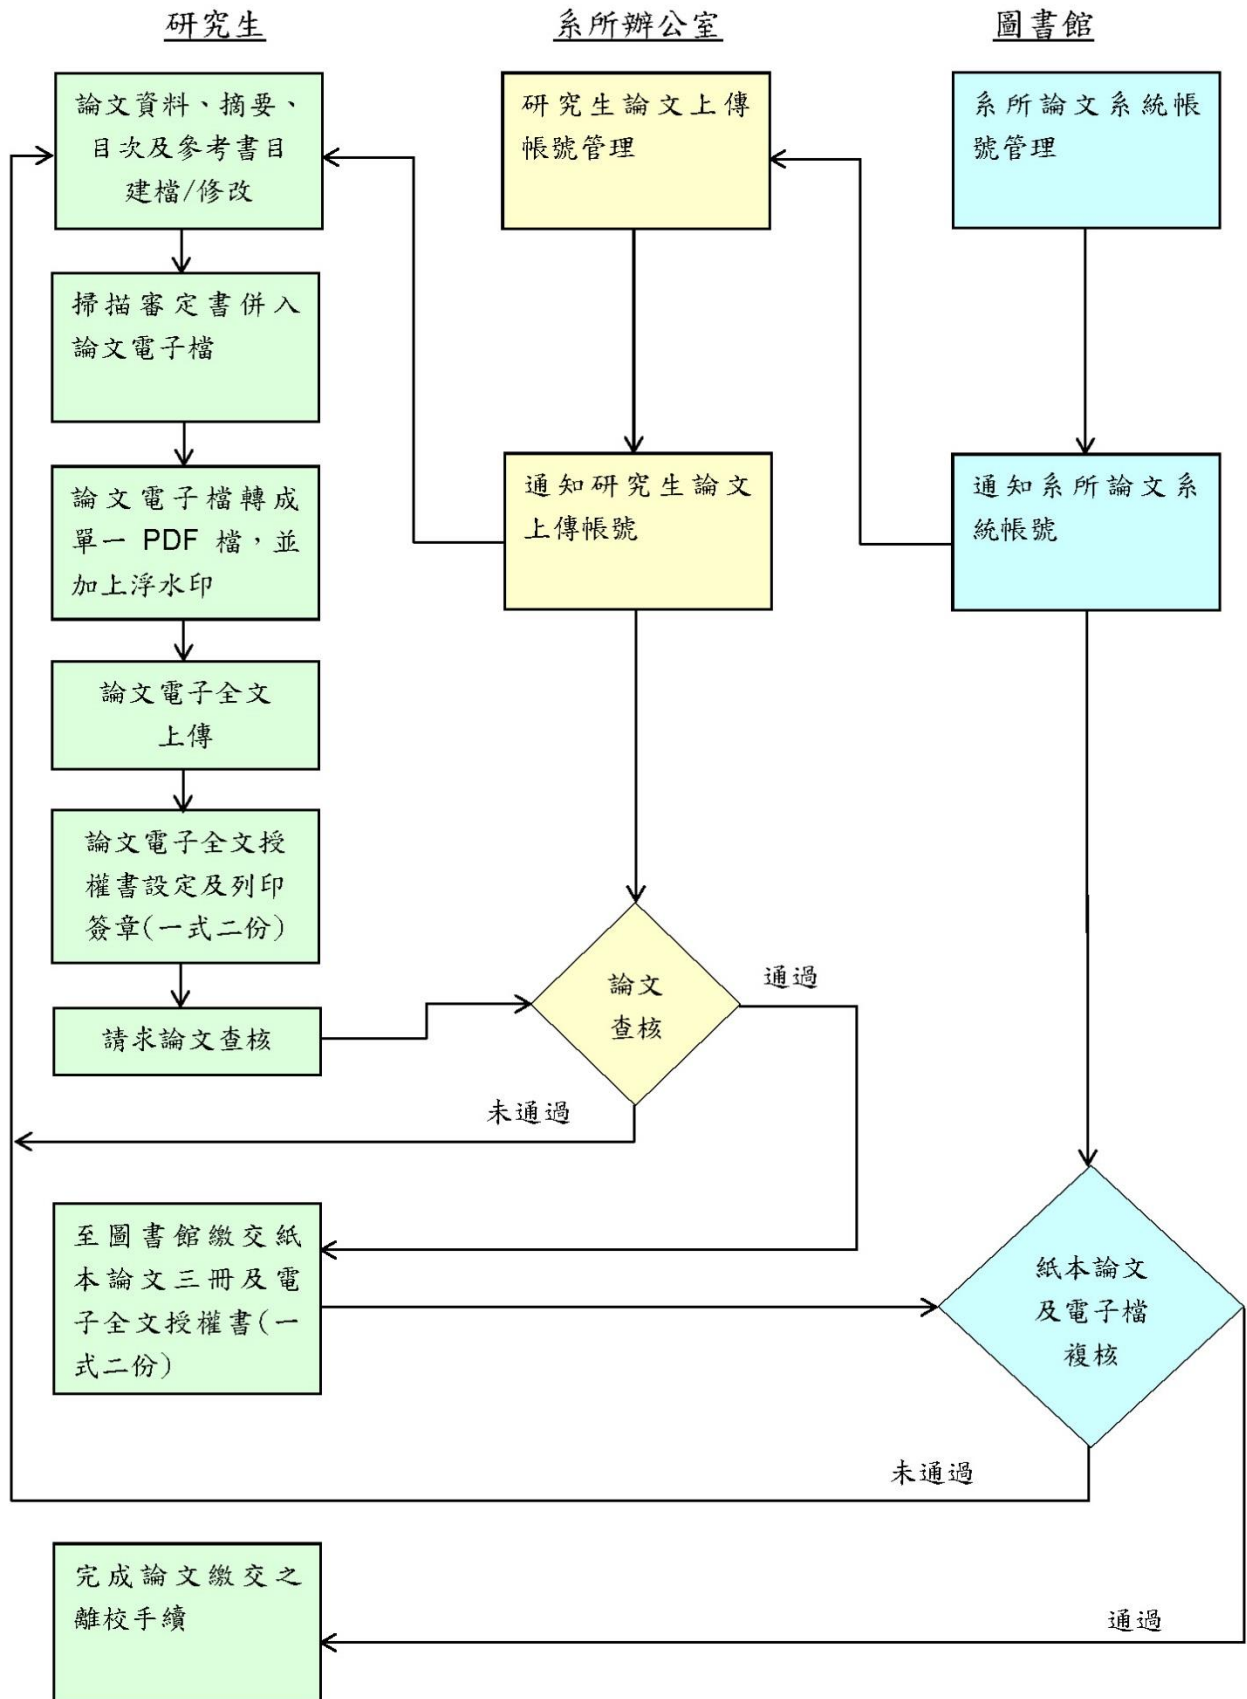 研究生
系所辦公室
圖書館
論文資料、摘要、
目次及參考書目
建檔/修改
研究生論文上傳
帳號管理
系所論文系統帳
號管理
掃描審定書併入
論文電子檔
論文電子檔轉成
單一 PDF 檔，並
加上浮水印
通知研究生論文
上傳帳號
通知系所論文系
統帳號
論文電子全文
上傳
論文電子全文授
權書設定及列印
簽章(一式二份)
請求論文查核
論文
查核
通過
未通過
至圖書館繳交紙
本論文三冊及電
子全文授權書(一
式二份)
紙本論文
及電子檔
複核
未通過
完成論文繳交之
離校手續
通過